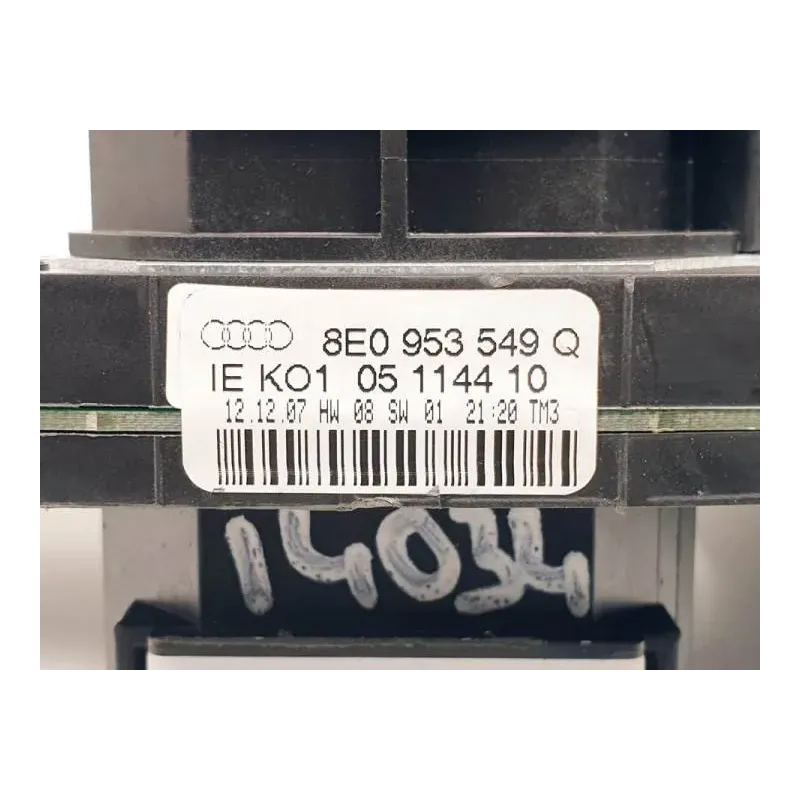 8E0 953 549 Q
IE KO1 05 1144 10
12.12.07 HW 08 SW 01 21:20 TM3
14034